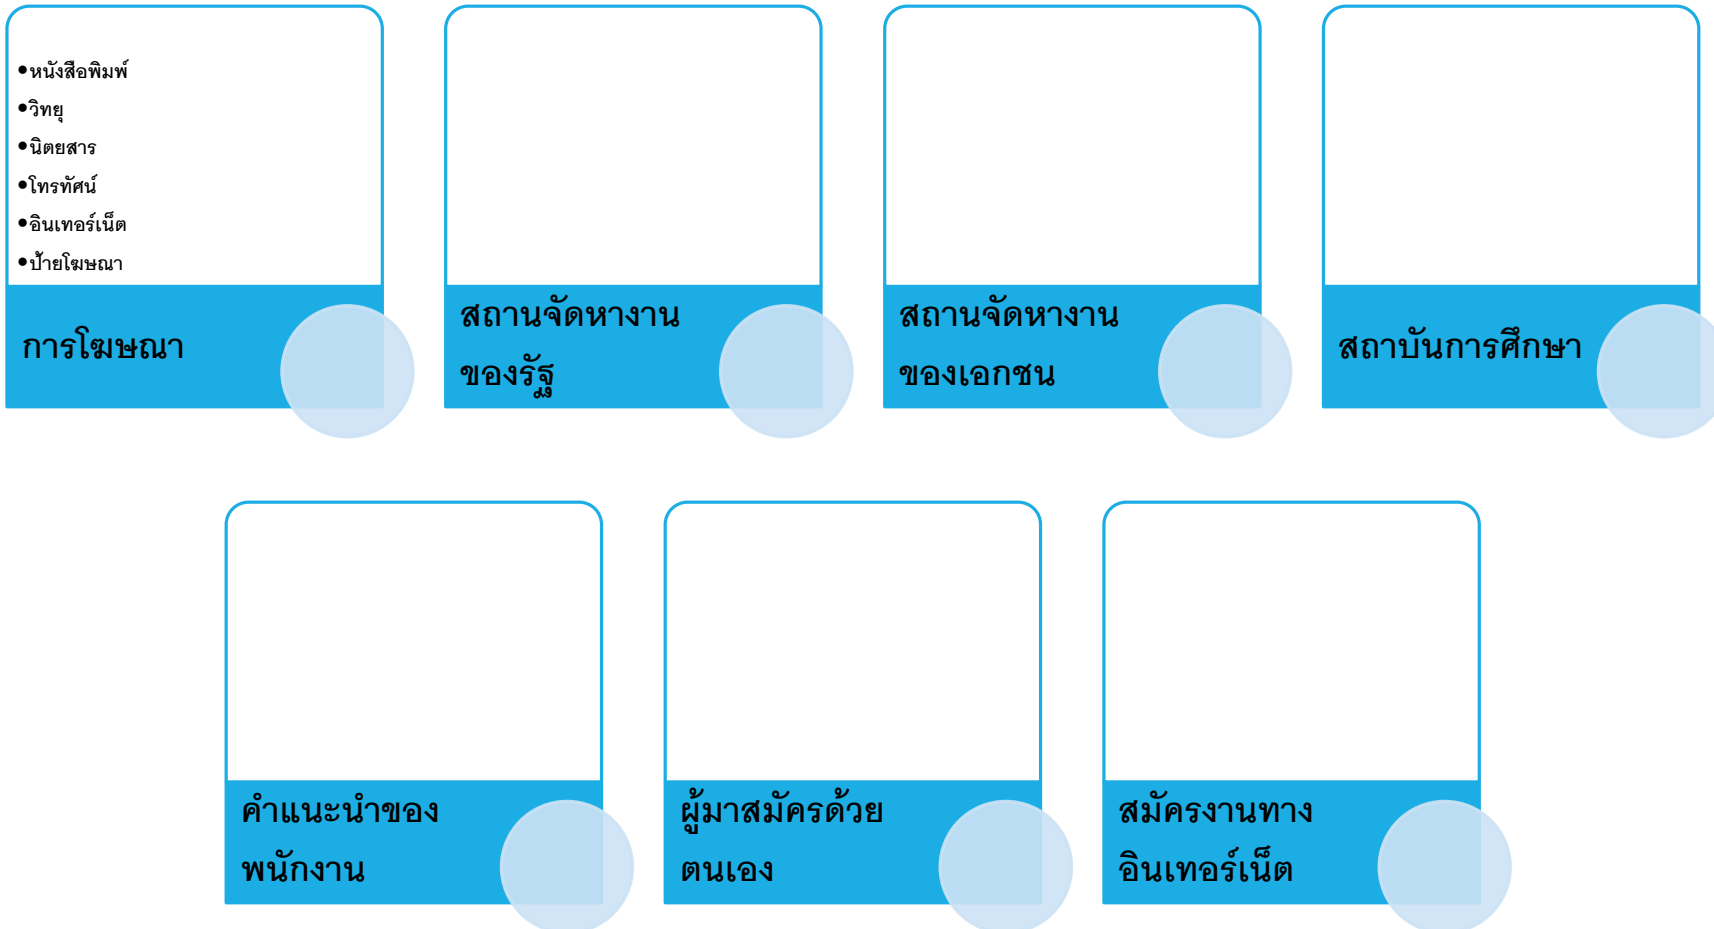 •หนังสือพิมพ์
•วิทยุ
•นิตยสาร
•โทรทัศน์
•อินเทอร์เน็ต
•ป้ายโฆษณา
การโฆษณา
สถานจัดหางาน
ของรัฐ
สถานจัดหางาน
ของเอกชน
สถาบันการศึกษา
คำแนะนำของ
พนักงาน
ผู้มาสมัครด้วย
ตนเอง
สมัครงานทาง
อินเทอร์เน็ต